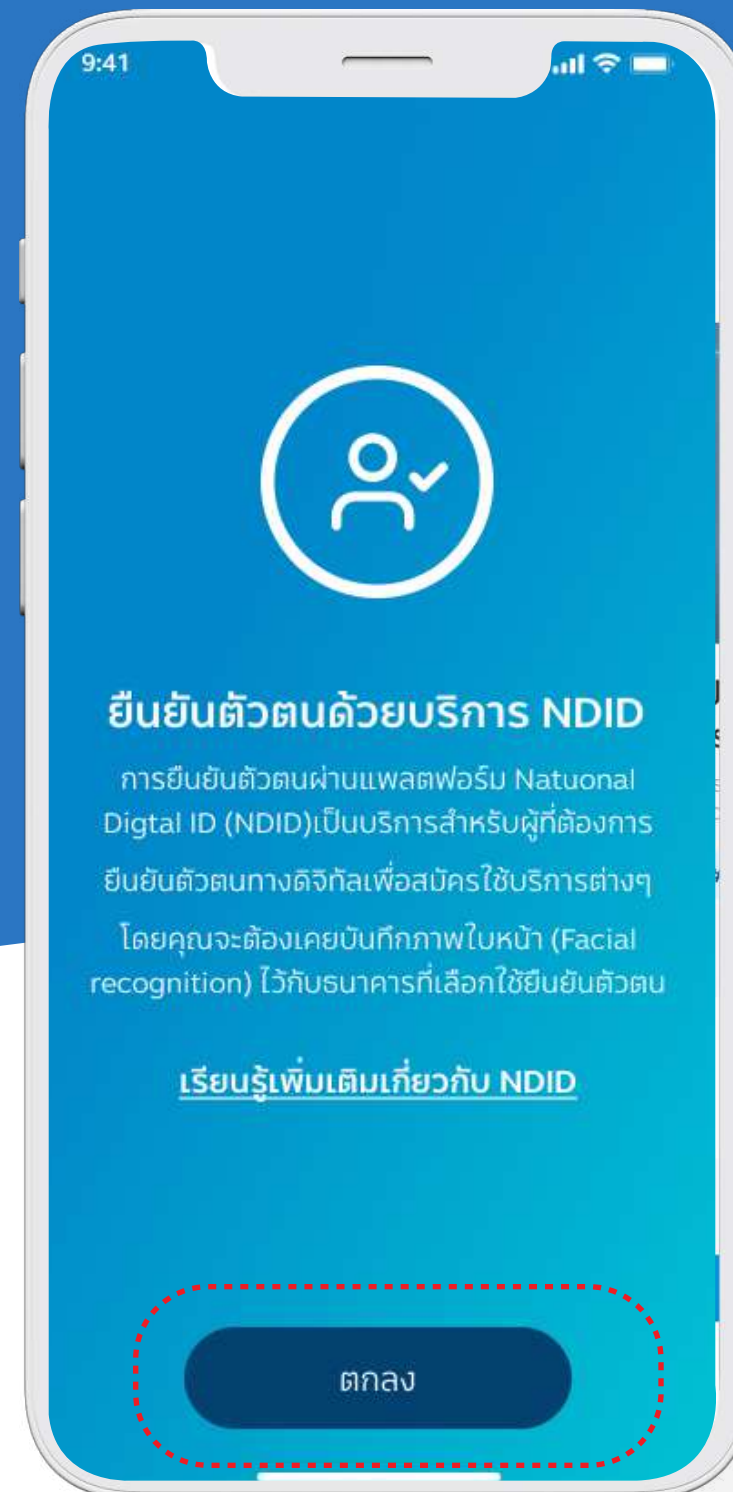 9:41
ยืนยันตัวตนด้วยบริการ NDID
การยืนยันตัวตนผ่านแพลตฟอร์ม Natuonal
Digtal ID (NDID)เป็นบริการสำหรับผู้ที่ต้องการ
ยืนยันตัวตนทางดิจิทัลเพื่อสมัครใช้บริการต่างๆ
โดยคุณจะต้องเคยบันทึกภาพใบหน้า (Facial
recognition) ไว้กับธนาคารที่เลือกใช้ยืนยันตัวตน
เรียนรู้เพิ่มเติมเกี่ยวกับ NDID
ตกลง